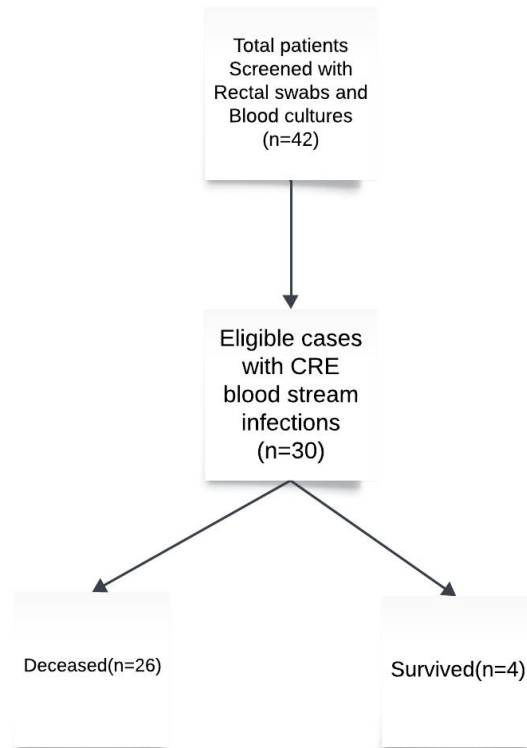 Total patients
Screened with
Rectal swabs and
Blood cultures
(n=42)
Eligible cases
with CRE
blood stream
infections
(n=30)
Deceased(n=26)
Survived(n=4)